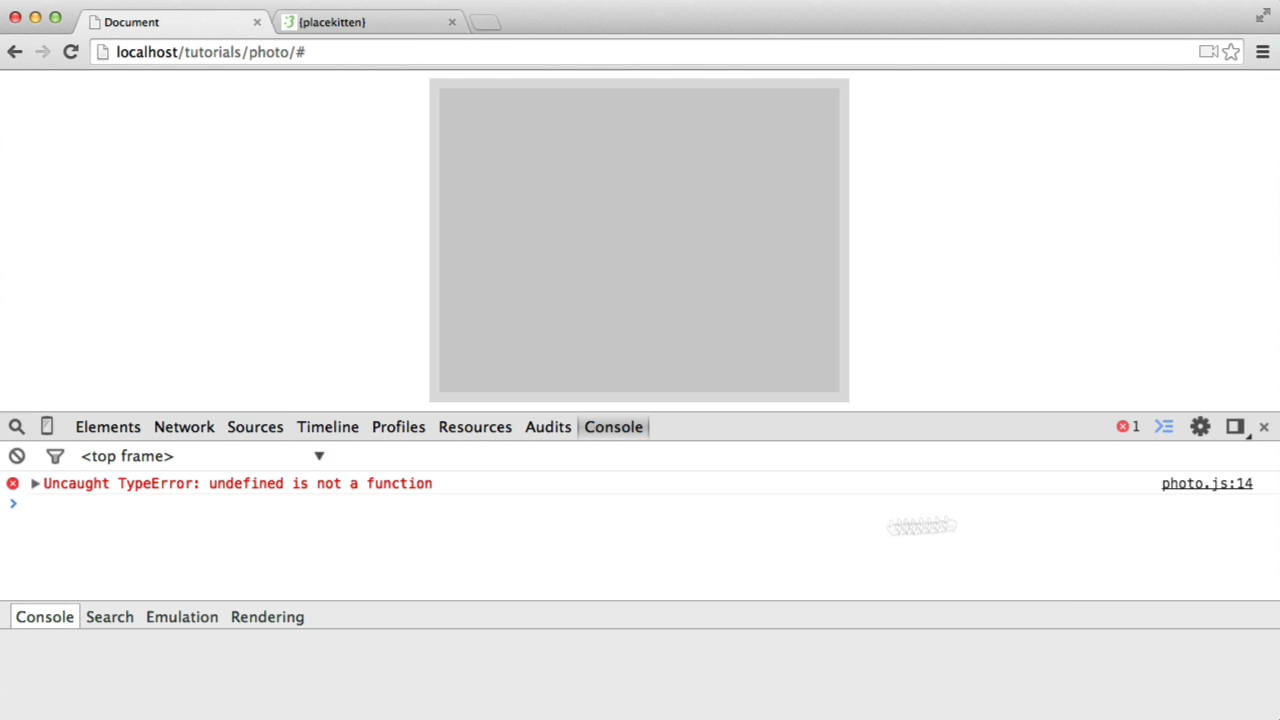 Document
{placekitten}
localhost/tutorials/photo/#
Elements Network Sources Timeline Profiles Resources Audits Console
1
<top frame>
Uncaught TypeError: undefined is not a function
photo.js:14
Console Search Emulation Rendering